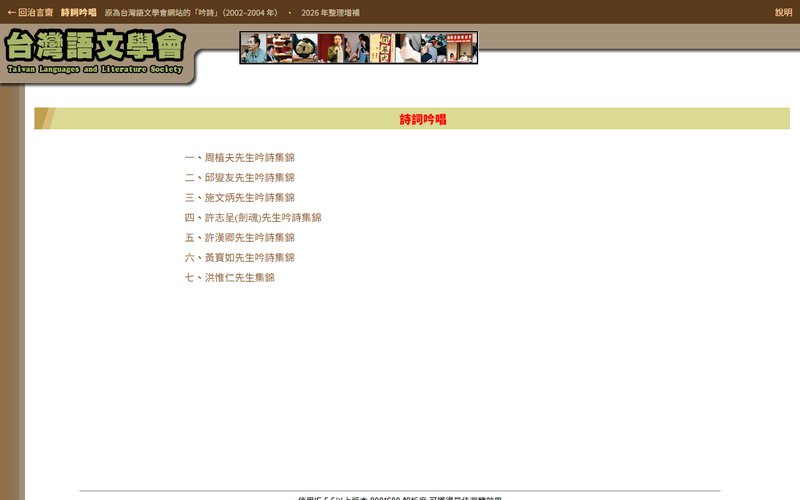 ← 回治言齋 詩詞吟唱 原為台灣語文學會網站的「吟詩」（2002–2004 年） · 2026 年整理增補 說明
台灣語文學會
Taiwan Languages and Literature Society
詩詞吟唱
一、周植夫先生吟詩集錦
二、邱燮友先生吟詩集錦
三、施文炳先生吟詩集錦
四、許志呈(劍魂)先生吟詩集錦
五、許漢卿先生吟詩集錦
六、黃寶如先生吟詩集錦
七、洪惟仁先生集錦